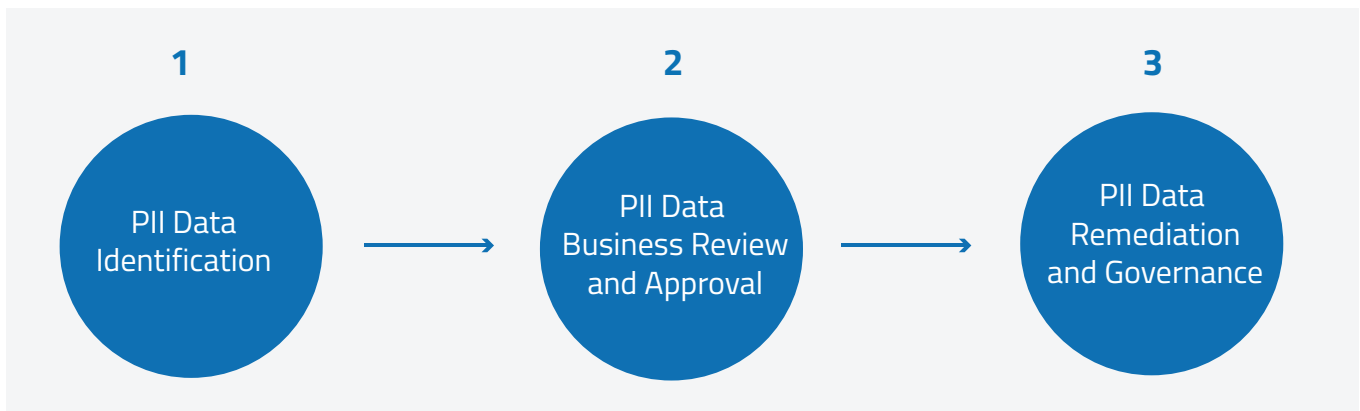 1
PII Data
Identification
2
PII Data
Business Review
and Approval
3
PII Data
Remediation
and Governance